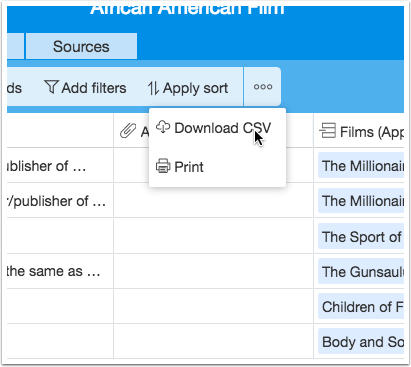 African American Film
Sources
ds Add filters Apply sort
Download CSV
Print
A
Films (App
ublisher of ... The Millionai
r/publisher of ... The Millionai
The Sport of
the same as ... The Gunsaulu
Children of F
Body and So